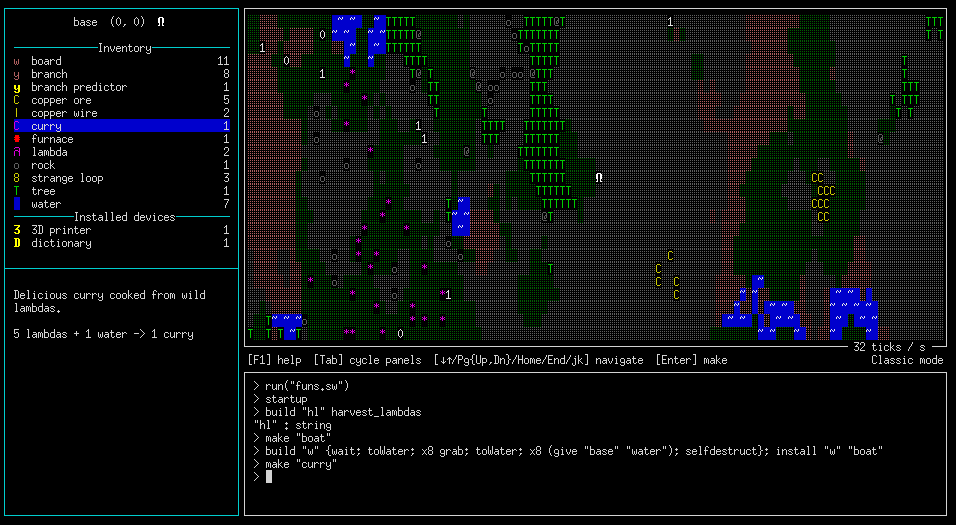 base (0, 0) Ω
Inventory
w board 11
y branch 8
y branch predictor 1
C copper ore 5
| copper wire 2
C curry 1
furnace 1
λ lambda 2
o rock 1
8 strange loop 3
T tree 1
water 7
Installed devices
3 3D printer 1
D dictionary 1
Delicious curry cooked from wild
lambdas.
5 lambdas + 1 water -> 1 curry
32 ticks / s
[F1] help [Tab] cycle panels [↓↑/Pg{Up,Dn}/Home/End/jk] navigate [Enter] make Classic mode
> run("funs.sw")
> startup
> build "hl" harvest_lambdas
"hl" : string
> make "boat"
> build "w" {wait; toWater; x8 grab; toWater; x8 (give "base" "water"); selfdestruct}; install "w" "boat"
> make "curry"
>